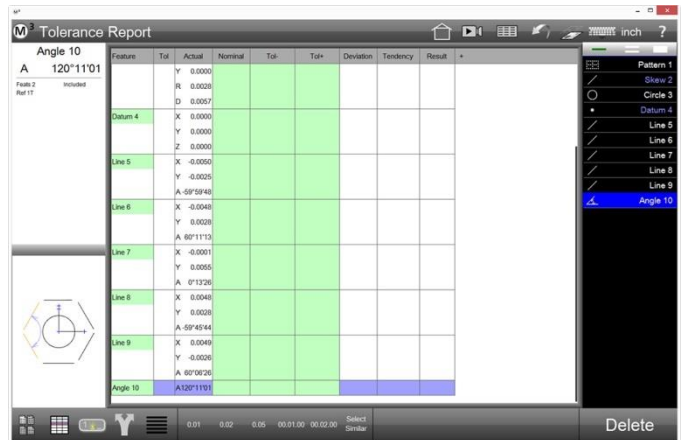 M³
M³ Tolerance Report
inch ?
Angle 10
A 120°11'01
Feats 2 Included
Ref 1T
Feature Tol Actual Nominal Tol- Tol+ Deviation Tendency Result +
Y 0.0000
R 0.0028
D 0.0057
Datum 4 X 0.0000
Y 0.0000
Z 0.0000
Line 5 X -0.0050
Y -0.0025
A -59°59'48
Line 6 X -0.0048
Y 0.0028
A 60°11'13
Line 7 X -0.0001
Y 0.0055
A 0°13'26
Line 8 X 0.0048
Y 0.0028
A -59°45'44
Line 9 X 0.0049
Y -0.0026
A 60°06'26
Angle 10 A120°11'01
Pattern 1
Skew 2
Circle 3
Datum 4
Line 5
Line 6
Line 7
Line 8
Line 9
Angle 10
0.01 0.02 0.05 00.01.00 00.02.00 Select Similar
Delete